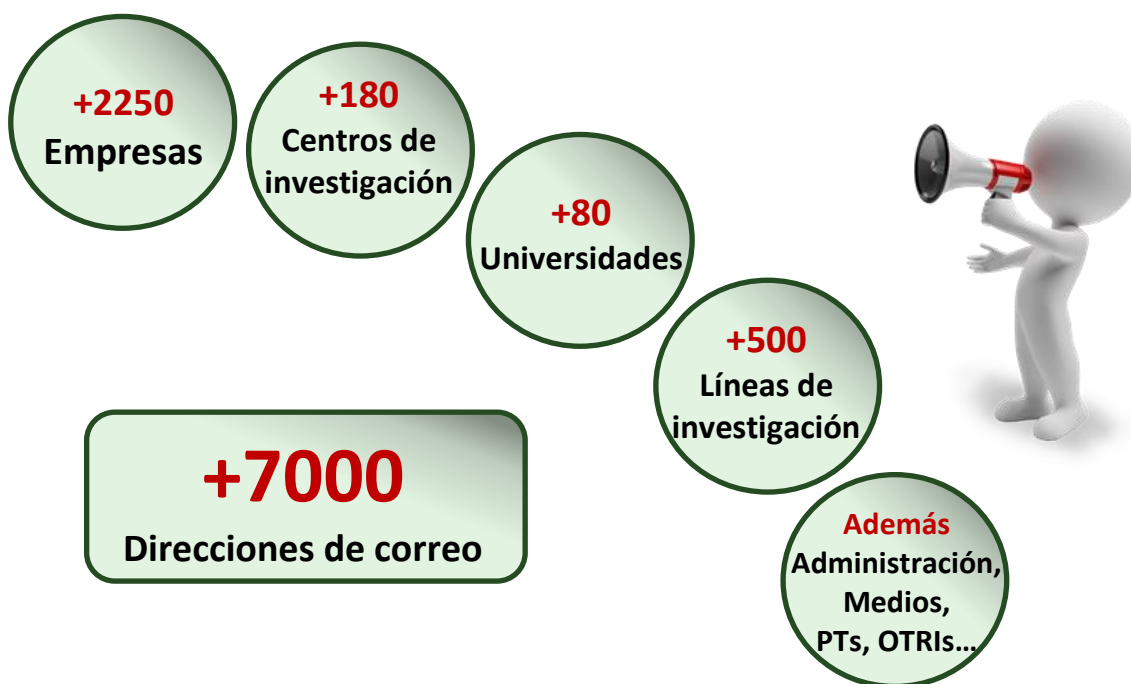 +2250
Empresas
+180
Centros de
investigación
+80
Universidades
+500
Líneas de
investigación
+7000
Direcciones de correo
Además
Administración,
Medios,
PTs, OTRIs...